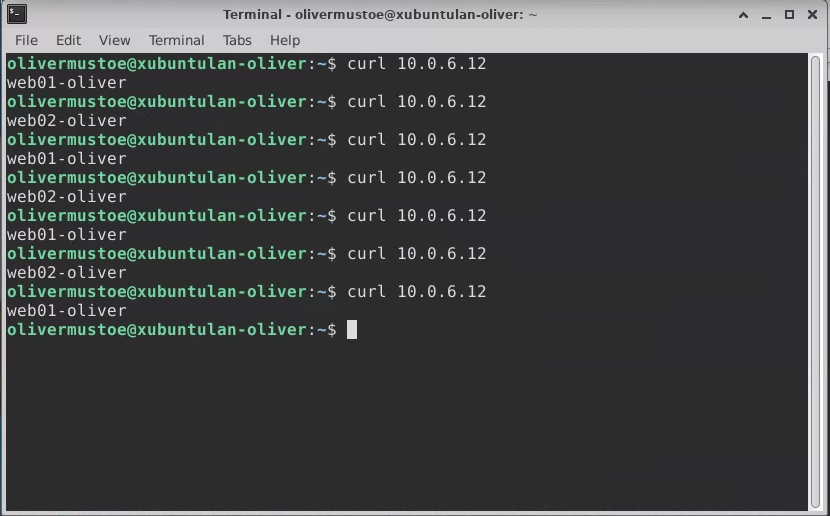 Terminal - olivermustoe@xubuntulan-oliver: ~
File Edit View Terminal Tabs Help
olivermustoe@xubuntulan-oliver:~$ curl 10.0.6.12
web01-oliver
olivermustoe@xubuntulan-oliver:~$ curl 10.0.6.12
web02-oliver
olivermustoe@xubuntulan-oliver:~$ curl 10.0.6.12
web01-oliver
olivermustoe@xubuntulan-oliver:~$ curl 10.0.6.12
web02-oliver
olivermustoe@xubuntulan-oliver:~$ curl 10.0.6.12
web01-oliver
olivermustoe@xubuntulan-oliver:~$ curl 10.0.6.12
web02-oliver
olivermustoe@xubuntulan-oliver:~$ curl 10.0.6.12
web01-oliver
olivermustoe@xubuntulan-oliver:~$